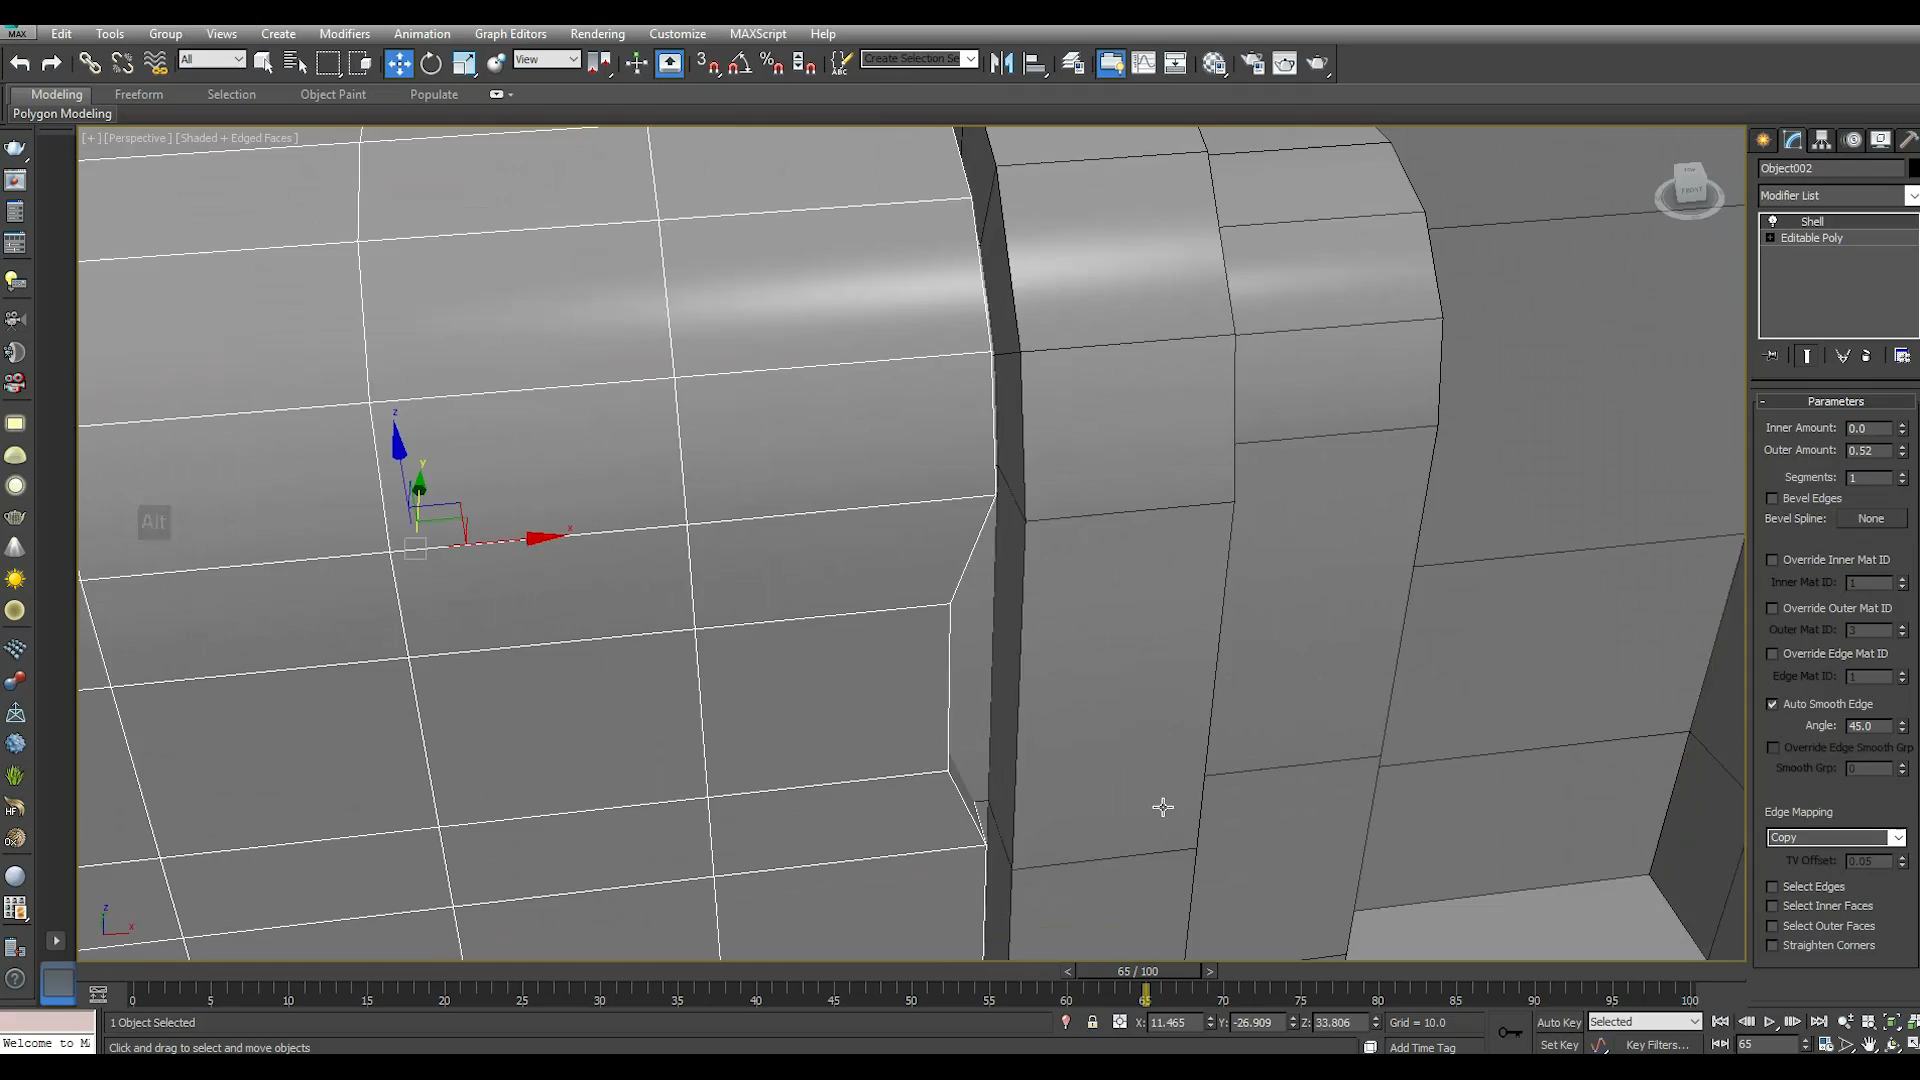 MAX
Edit Tools Group Views Create Modifiers Animation Graph Editors Rendering Customize MAXScript Help
All
View
3
ABC
Create Selection Se
Modeling Freeform Selection Object Paint Populate
Polygon Modeling
[+] [Perspective ] [Shaded + Edged Faces ]
TOP
FRONT
z
y
x
Alt
z
x
Object002
Modifier List
Shell
Editable Poly
Parameters
Inner Amount: 0.0
Outer Amount: 0.52
Segments: 1
Bevel Edges
Bevel Spline: None
Override Inner Mat ID
Inner Mat ID: 1
Override Outer Mat ID
Outer Mat ID: 3
Override Edge Mat ID
Edge Mat ID: 1
Auto Smooth Edge
Angle: 45.0
Override Edge Smooth Grp
Smooth Grp: 0
Edge Mapping
Copy
TV Offset: 0.05
Select Edges
Select Inner Faces
Select Outer Faces
Straighten Corners
HF
< 65 / 100 >
0 5 10 15 20 25 30 35 40 45 50 55 60 65 70 75 80 85 90 95 100
1 Object Selected
X: 11.465 Y: -26.909 Z: 33.806 Grid = 10.0
Auto Key Selected
Welcome to MA
Click and drag to select and move objects
Add Time Tag
Set Key Key Filters... 65